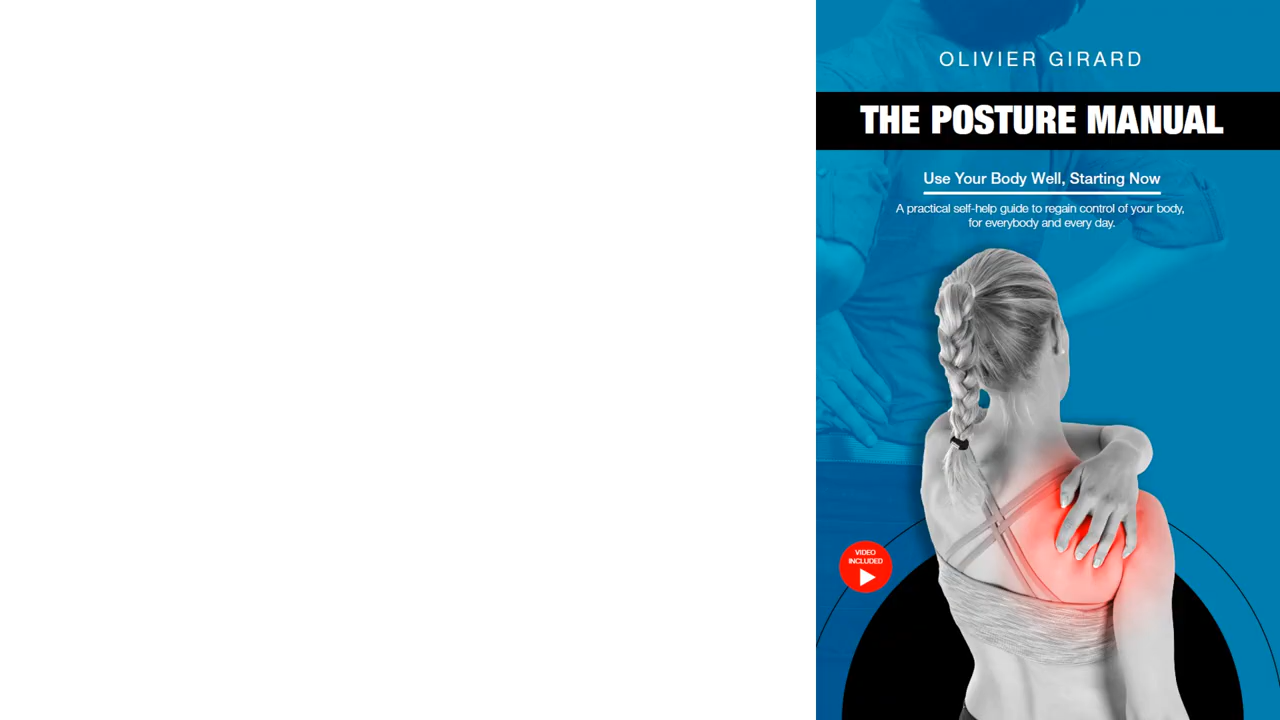 OLIVIER GIRARD
THE POSTURE MANUAL
Use Your Body Well, Starting Now
A practical self-help guide to regain control of your body,
for everybody and every day.
VIDEO
INCLUDED